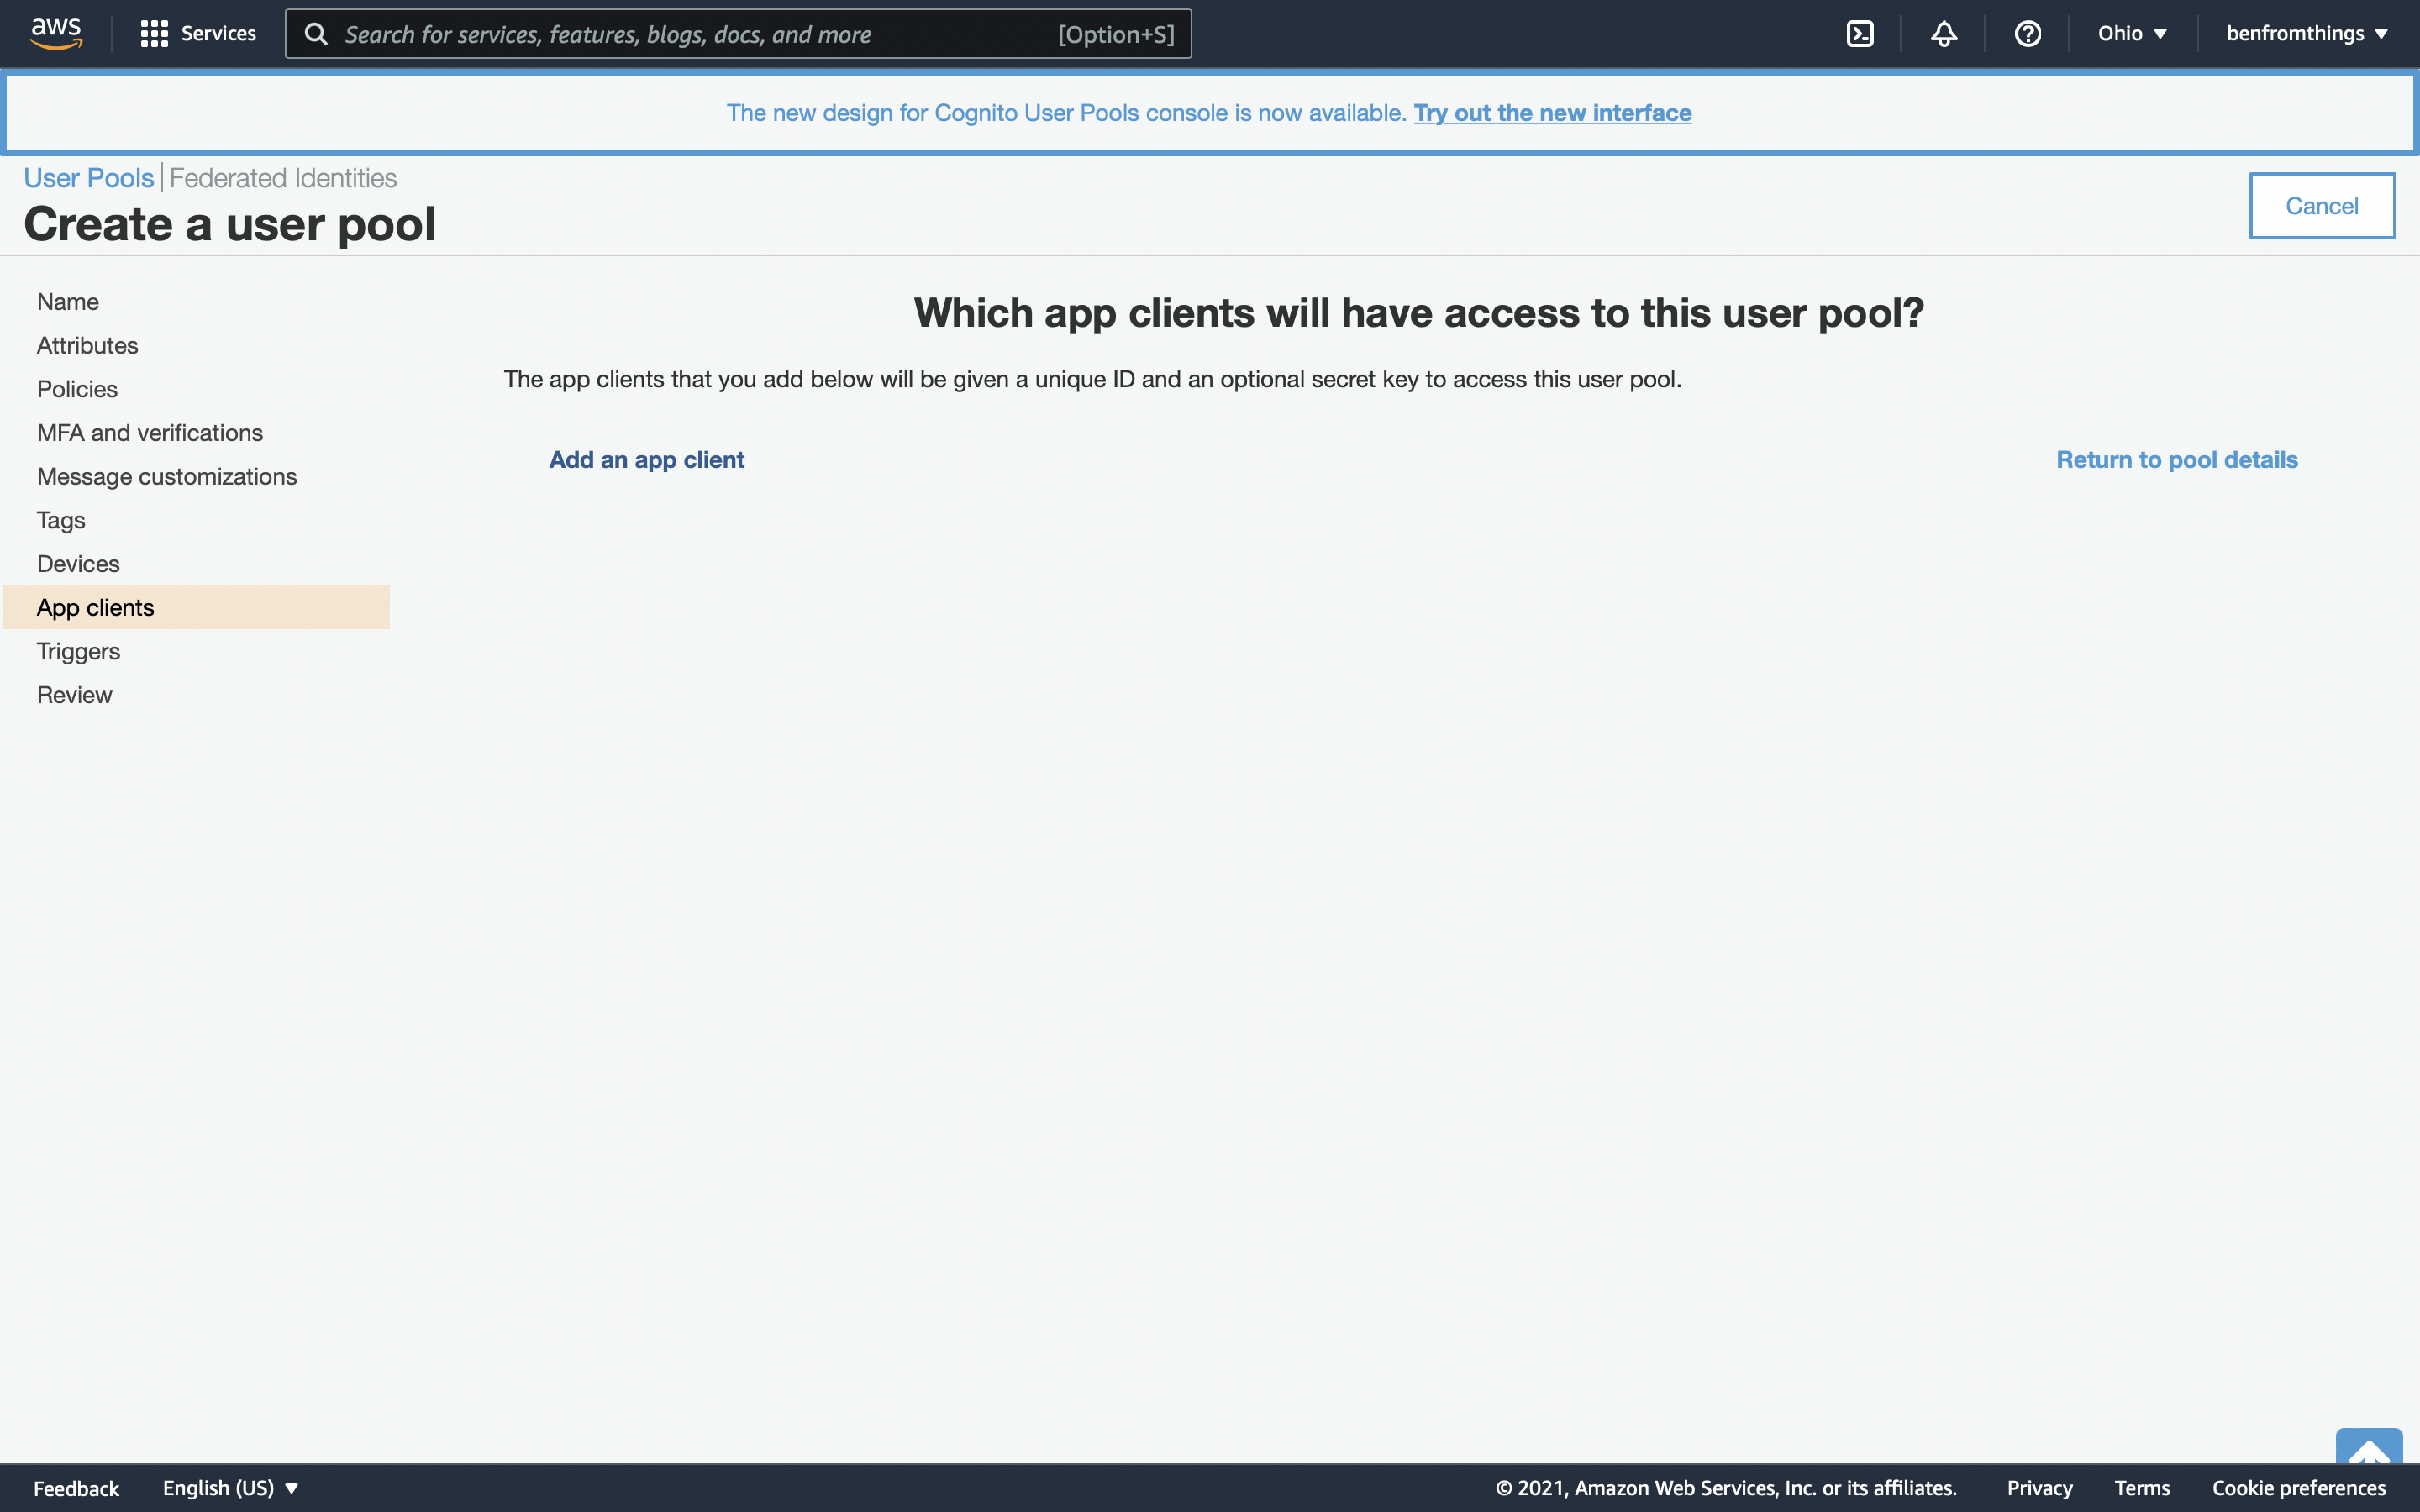 aws
Services
Search for services, features, blogs, docs, and more
[Option+S]
Ohio
benfromthings
The new design for Cognito User Pools console is now available. Try out the new interface
User Pools
Federated Identities
Create a user pool
Cancel
Name
Attributes
Policies
MFA and verifications
Message customizations
Tags
Devices
App clients
Triggers
Review
Which app clients will have access to this user pool?
The app clients that you add below will be given a unique ID and an optional secret key to access this user pool.
Add an app client
Return to pool details
Feedback
English (US)
© 2021, Amazon Web Services, Inc. or its affiliates.
Privacy
Terms
Cookie preferences